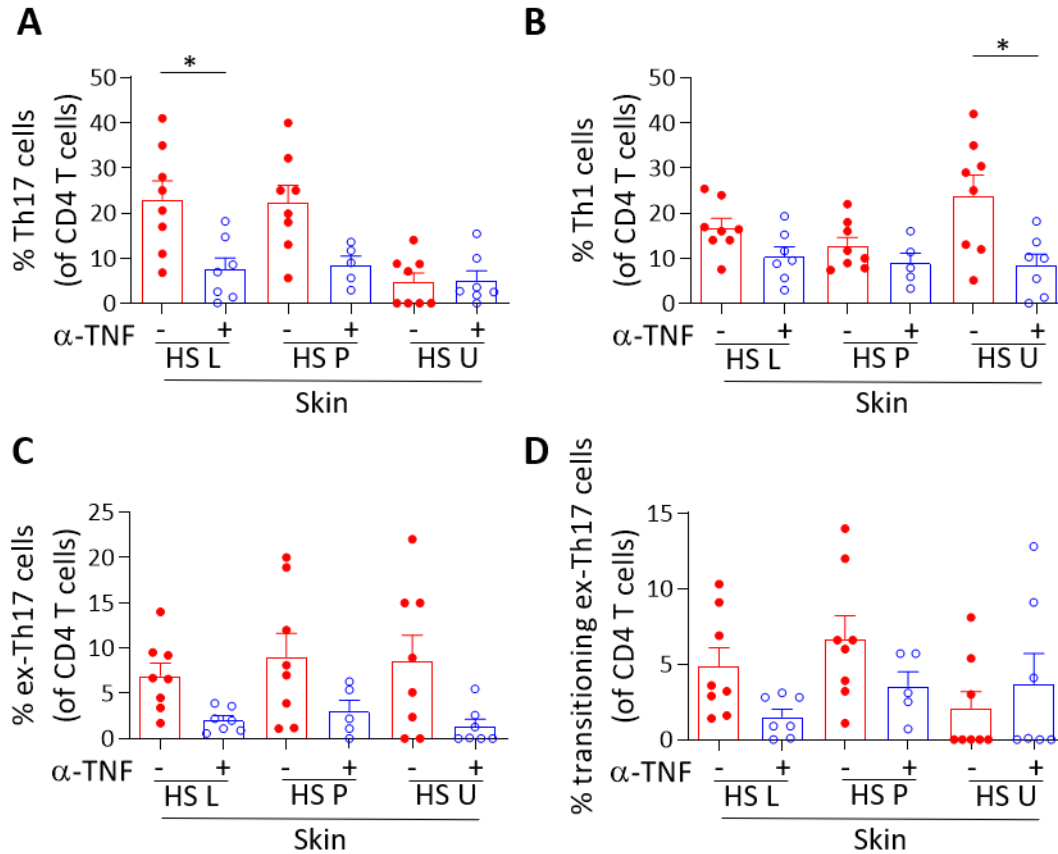 A
% Th17 cells
(of CD4 T cells)
50
40
30
20
10
0
*
α-TNF - + - + - +
HS L HS P HS U
Skin
B
% Th1 cells
(of CD4 T cells)
50
40
30
20
10
0
*
α-TNF - + - + - +
HS L HS P HS U
Skin
C
% ex-Th17 cells
(of CD4 T cells)
25
20
15
10
5
0
α-TNF - + - + - +
HS L HS P HS U
Skin
D
% transitioning ex-Th17 cells
(of CD4 T cells)
15
10
5
0
α-TNF - + - + - +
HS L HS P HS U
Skin